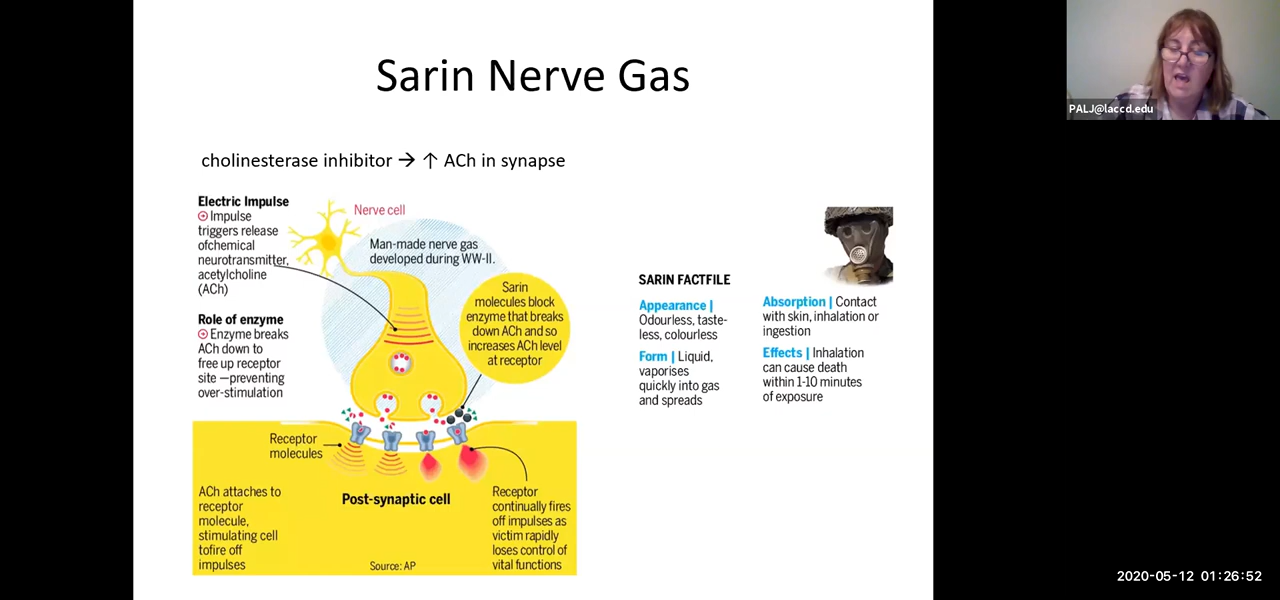 Sarin Nerve Gas
PALJ@laccd.edu
cholinesterase inhibitor → ↑ ACh in synapse
Electric Impulse
Impulse
triggers release
ofchemical
neurotransmitter,
acetylcholine
(ACh)
Nerve cell
Man-made nerve gas
developed during WW-II.
Sarin
molecules block
enzyme that breaks
down ACh and so
increases ACh level
at receptor
Role of enzyme
Enzyme breaks
ACh down to
free up receptor
site —preventing
over-stimulation
Receptor
molecules
ACh attaches to
receptor
molecule,
stimulating cell
tofire off
impulses
Post-synaptic cell
Source: AP
Receptor
continually fires
off impulses as
victim rapidly
loses control of
vital functions
SARIN FACTFILE
Appearance |
Odourless, taste-
less, colourless
Form | Liquid,
vaporises
quickly into gas
and spreads
Absorption | Contact
with skin, inhalation or
ingestion
Effects | Inhalation
can cause death
within 1-10 minutes
of exposure
2020-05-12 01:26:52